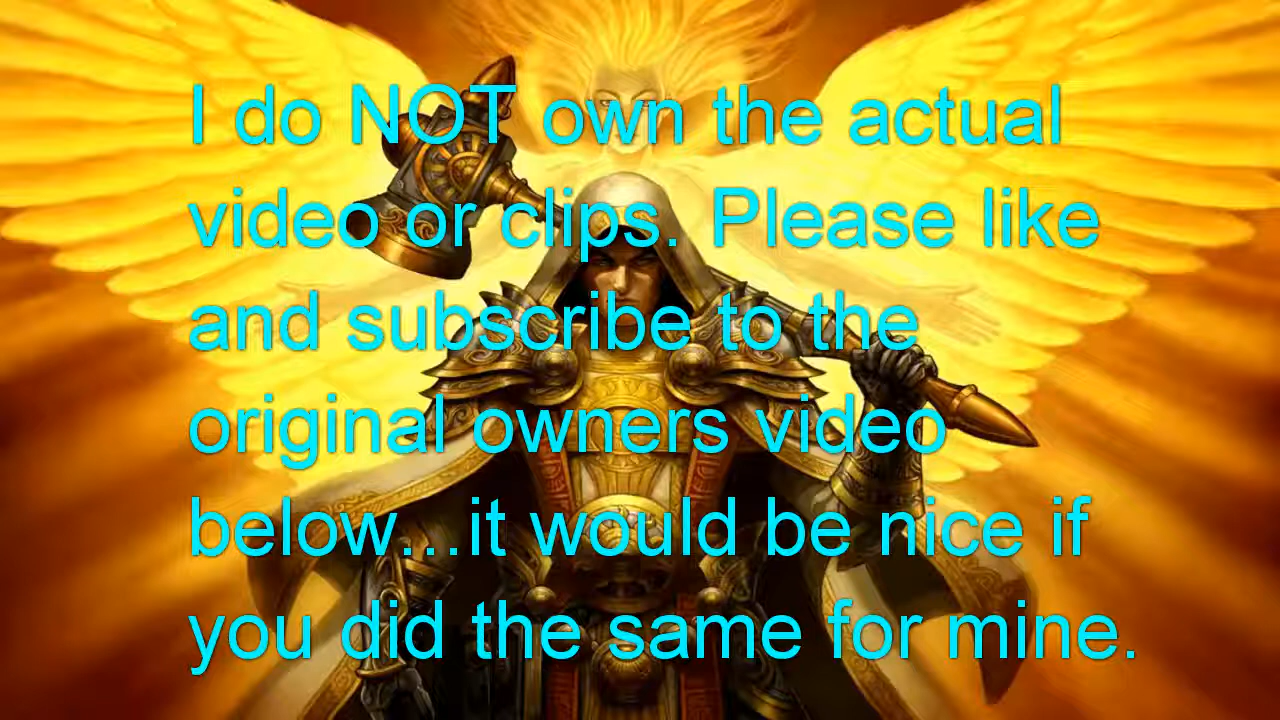 I do NOT own the actual
video or clips. Please like
and subscribe to the
original owners video
below...it would be nice if
you did the same for mine.